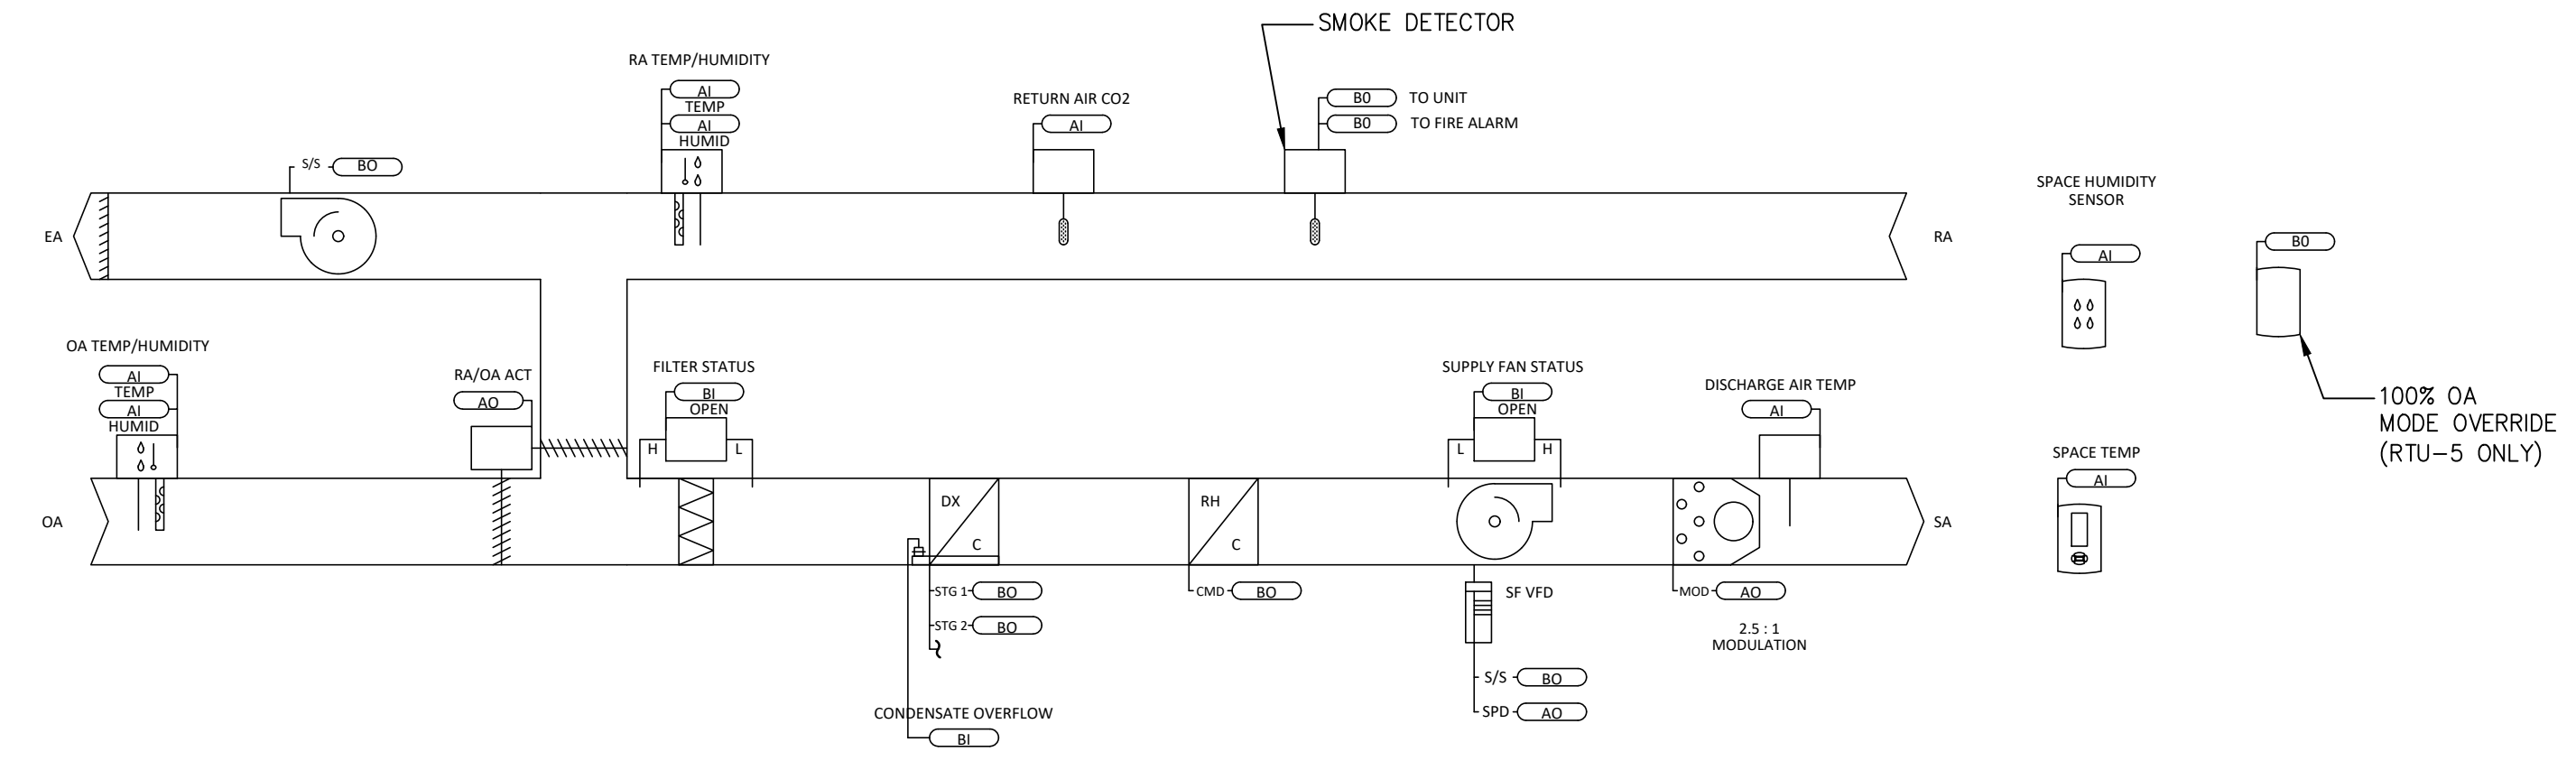 SMOKE DETECTOR
RA TEMP/HUMIDITY
AI
TEMP
AI
HUMID
RETURN AIR CO2
AI
B0 TO UNIT
B0 TO FIRE ALARM
S/S BO
EA
RA
SPACE HUMIDITY
SENSOR
AI
B0
100% OA
MODE OVERRIDE
(RTU-5 ONLY)
OA TEMP/HUMIDITY
AI
TEMP
AI
HUMID
RA/OA ACT
AO
FILTER STATUS
BI
OPEN
H L
SUPPLY FAN STATUS
BI
OPEN
L H
DISCHARGE AIR TEMP
AI
SPACE TEMP
AI
OA
DX
C
RH
C
SA
STG 1 BO
STG 2 BO
CMD BO
SF VFD
MOD AO
2.5 : 1
MODULATION
S/S BO
SPD AO
CONDENSATE OVERFLOW
BI